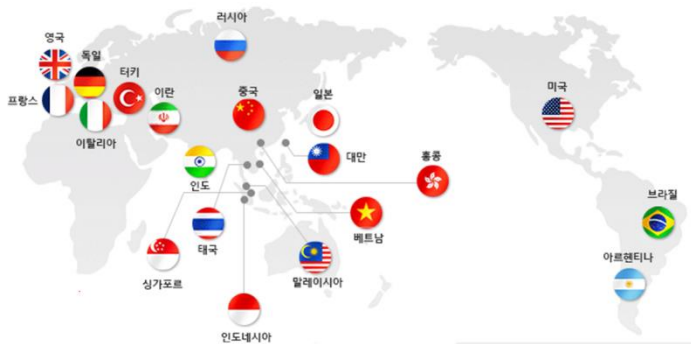 러시아
영국
독일
터키
이란
프랑스
이탈리아
중국
일본
미국
대만
홍콩
인도
브라질
태국
베트남
아르헨티나
싱가포르
말레이시아
인도네시아